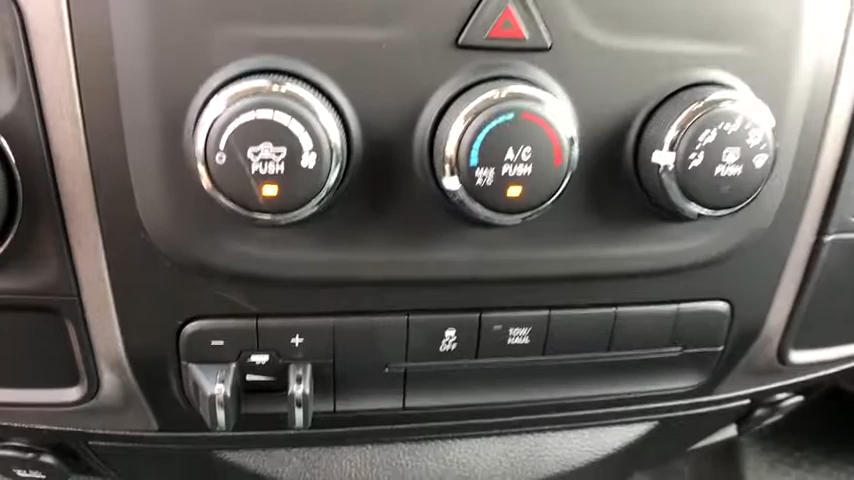 PUSH
A/C
PUSH
MAX
A/C
PUSH
−
+
OFF
TOW/
HAUL